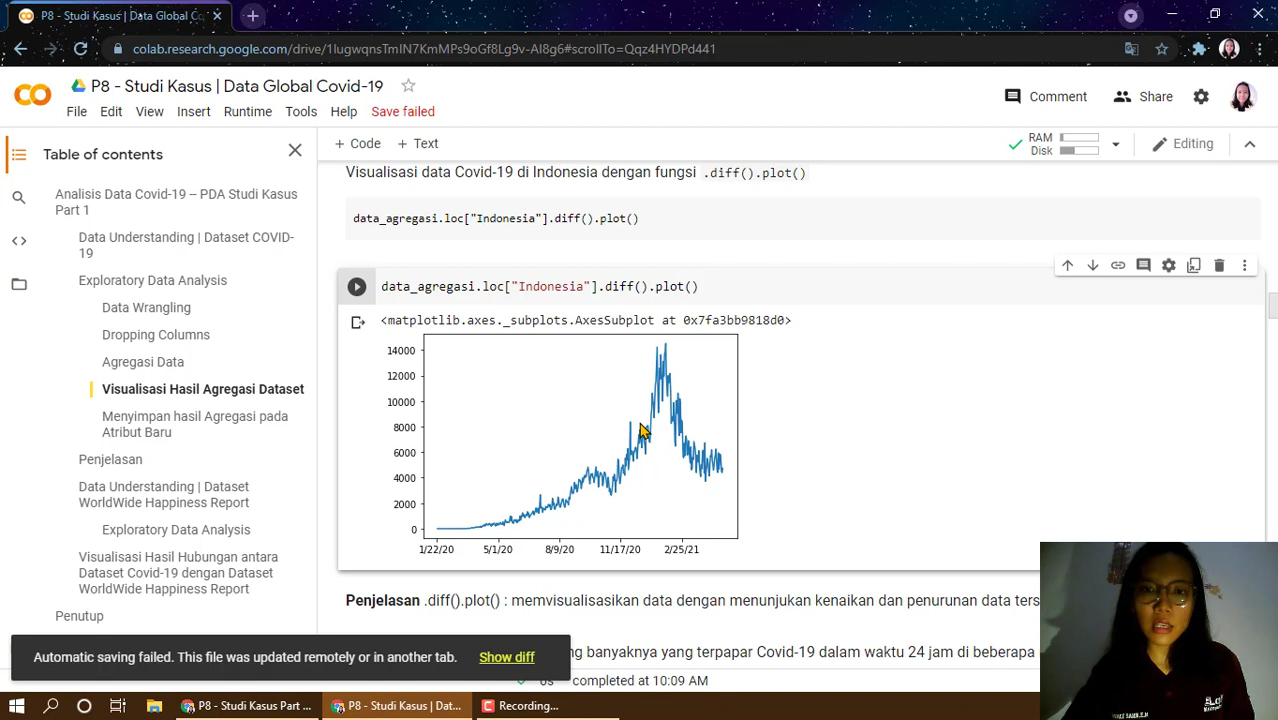 P8 - Studi Kasus | Data Global Co
colab.research.google.com/drive/1lugwqnsTmIN7KmMPs9oGf8Lg9v-AI8g6#scrollTo=Qqz4HYDPd441
P8 - Studi Kasus | Data Global Covid-19
File Edit View Insert Runtime Tools Help Save failed
Comment Share
Table of contents
+ Code + Text
RAM
Disk
Editing
Analisis Data Covid-19 – PDA Studi Kasus
Part 1
Data Understanding | Dataset COVID-
19
Exploratory Data Analysis
Data Wrangling
Dropping Columns
Agregasi Data
Visualisasi Hasil Agregasi Dataset
Menyimpan hasil Agregasi pada
Atribut Baru
Penjelasan
Data Understanding | Dataset
WorldWide Happiness Report
Exploratory Data Analysis
Visualisasi Hasil Hubungan antara
Dataset Covid-19 dengan Dataset
WorldWide Happiness Report
Penutup
Visualisasi data Covid-19 di Indonesia dengan fungsi .diff().plot()
data_agregasi.loc["Indonesia"].diff().plot()
data_agregasi.loc["Indonesia"].diff().plot()
<matplotlib.axes._subplots.AxesSubplot at 0x7fa3bb9818d0>
14000
12000
10000
8000
6000
4000
2000
0
1/22/20 5/1/20 8/9/20 11/17/20 2/25/21
Penjelasan .diff().plot() : memvisualisasikan data dengan menunjukan kenaikan dan penurunan data ters
ng banyaknya yang terpapar Covid-19 dalam waktu 24 jam di beberapa
Automatic saving failed. This file was updated remotely or in another tab. Show diff
0s completed at 10:09 AM
P8 - Studi Kasus Part ... P8 - Studi Kasus | Dat... Recording...